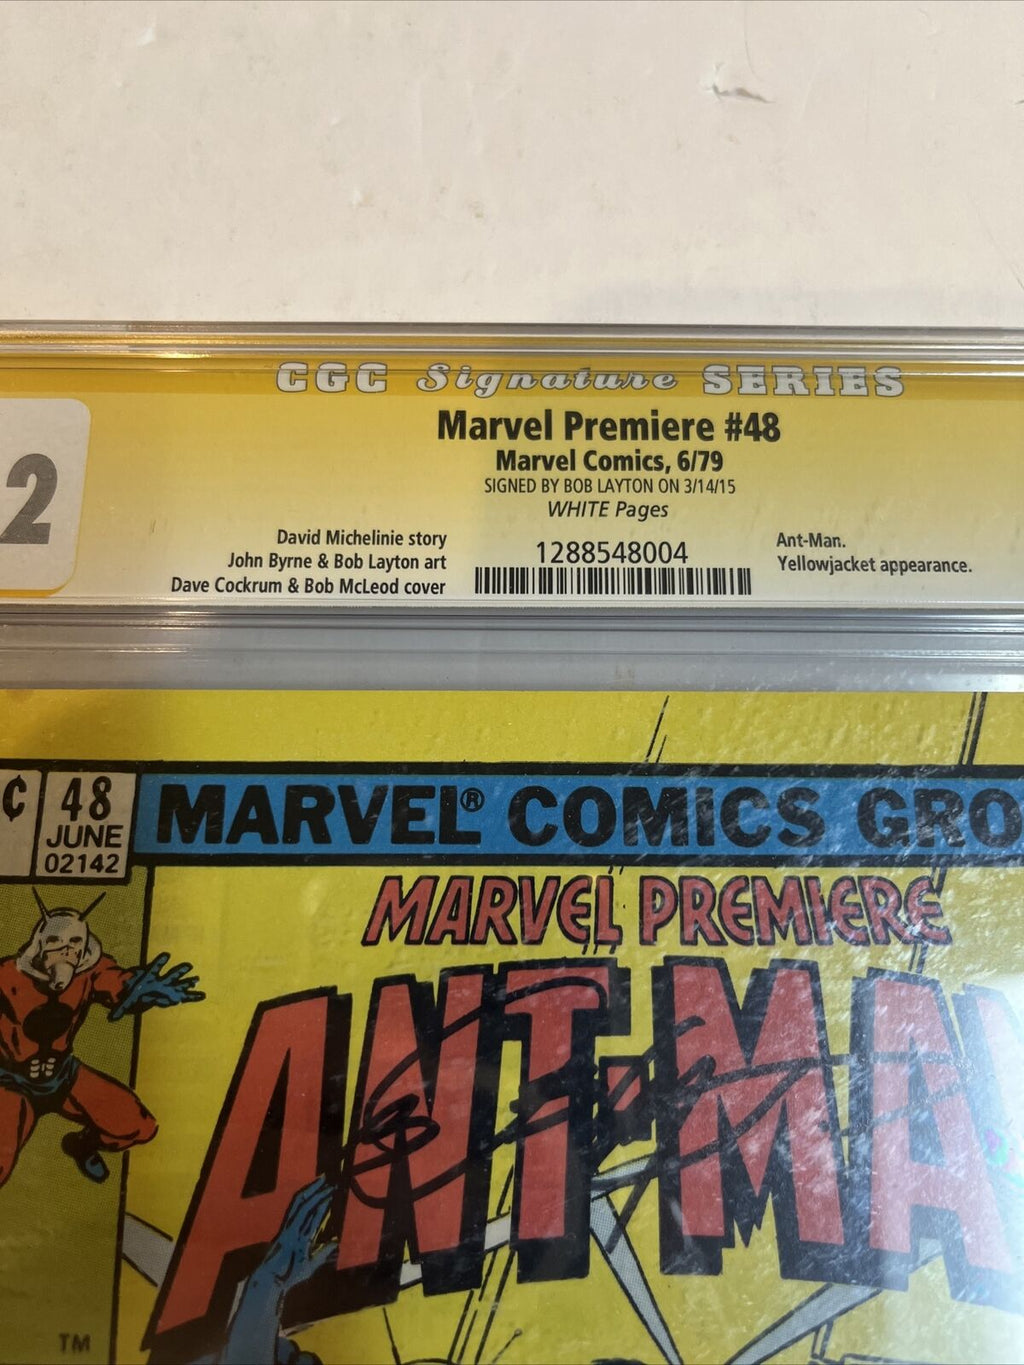 CGC Signature SERIES
2
Marvel Premiere #48
Marvel Comics, 6/79
SIGNED BY BOB LAYTON ON 3/14/15
WHITE Pages
David Michelinie story
John Byrne & Bob Layton art
Dave Cockrum & Bob McLeod cover
1288548004
Ant-Man.
Yellowjacket appearance.
¢
48
JUNE
02142
MARVEL® COMICS GRO
MARVEL PREMIERE
ANT-MA
TM